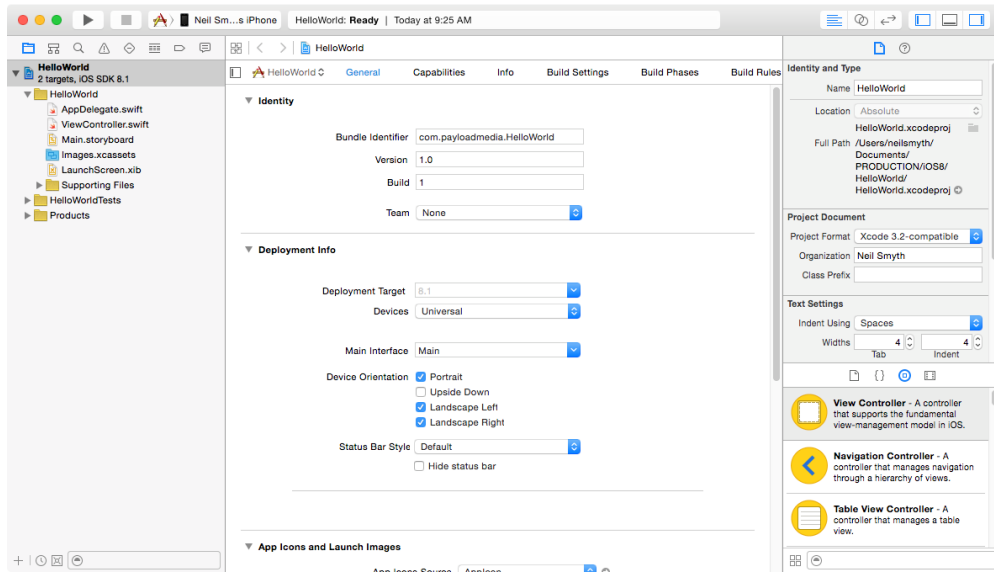 Neil Sm...s iPhone
HelloWorld: Ready | Today at 9:25 AM
HelloWorld
2 targets, iOS SDK 8.1
HelloWorld
AppDelegate.swift
ViewController.swift
Main.storyboard
Images.xcassets
LaunchScreen.xib
Supporting Files
HelloWorldTests
Products
HelloWorld
HelloWorld General Capabilities Info Build Settings Build Phases Build Rules
Identity
Bundle Identifier com.payloadmedia.HelloWorld
Version 1.0
Build 1
Team None
Deployment Info
Deployment Target 8.1
Devices Universal
Main Interface Main
Device Orientation Portrait
Upside Down
Landscape Left
Landscape Right
Status Bar Style Default
Hide status bar
App Icons and Launch Images
App Icons Source AppIcon
Identity and Type
Name HelloWorld
Location Absolute
HelloWorld.xcodeproj
Full Path /Users/neilsmyth/
Documents/
PRODUCTION/iOS8/
HelloWorld/
HelloWorld.xcodeproj
Project Document
Project Format Xcode 3.2-compatible
Organization Neil Smyth
Class Prefix
Text Settings
Indent Using Spaces
Widths 4 4
Tab Indent
{}
View Controller - A controller
that supports the fundamental
view-management model in iOS.
Navigation Controller - A
controller that manages navigation
through a hierarchy of views.
Table View Controller - A
controller that manages a table
view.